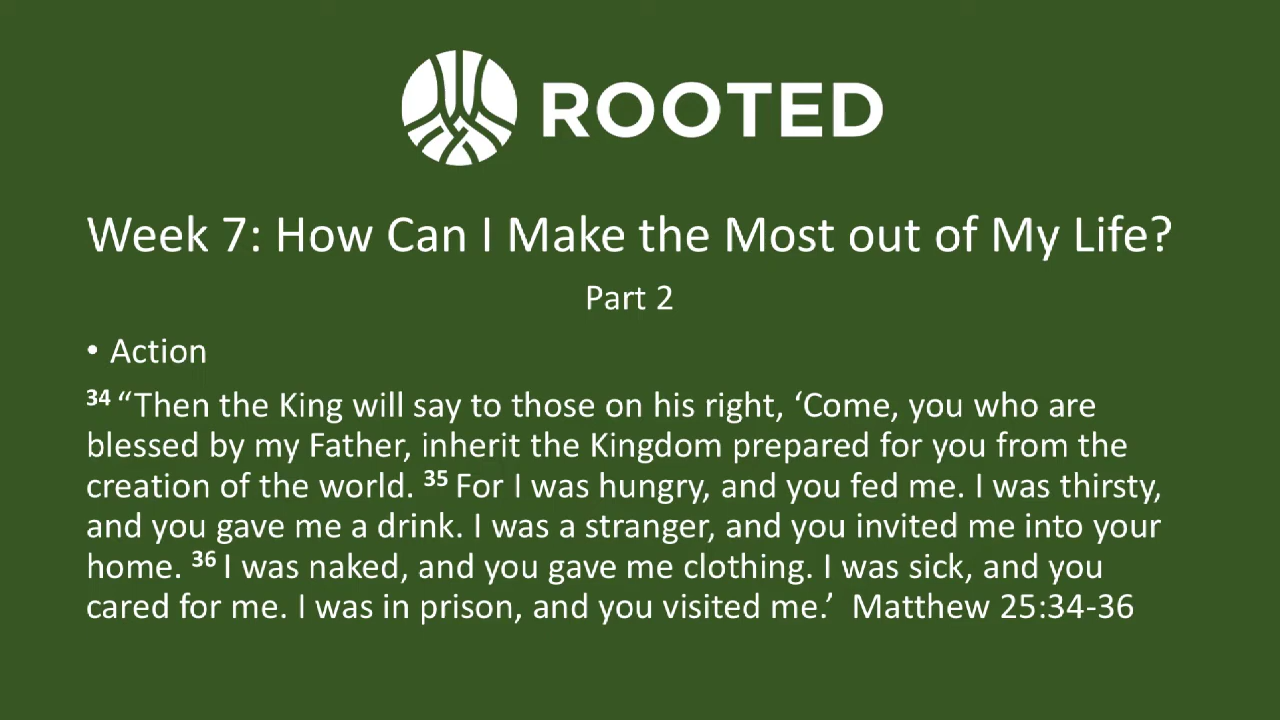 ROOTED
Week 7: How Can I Make the Most out of My Life?
Part 2
• Action
34 “Then the King will say to those on his right, ‘Come, you who are
blessed by my Father, inherit the Kingdom prepared for you from the
creation of the world. 35 For I was hungry, and you fed me. I was thirsty,
and you gave me a drink. I was a stranger, and you invited me into your
home. 36 I was naked, and you gave me clothing. I was sick, and you
cared for me. I was in prison, and you visited me.’  Matthew 25:34-36